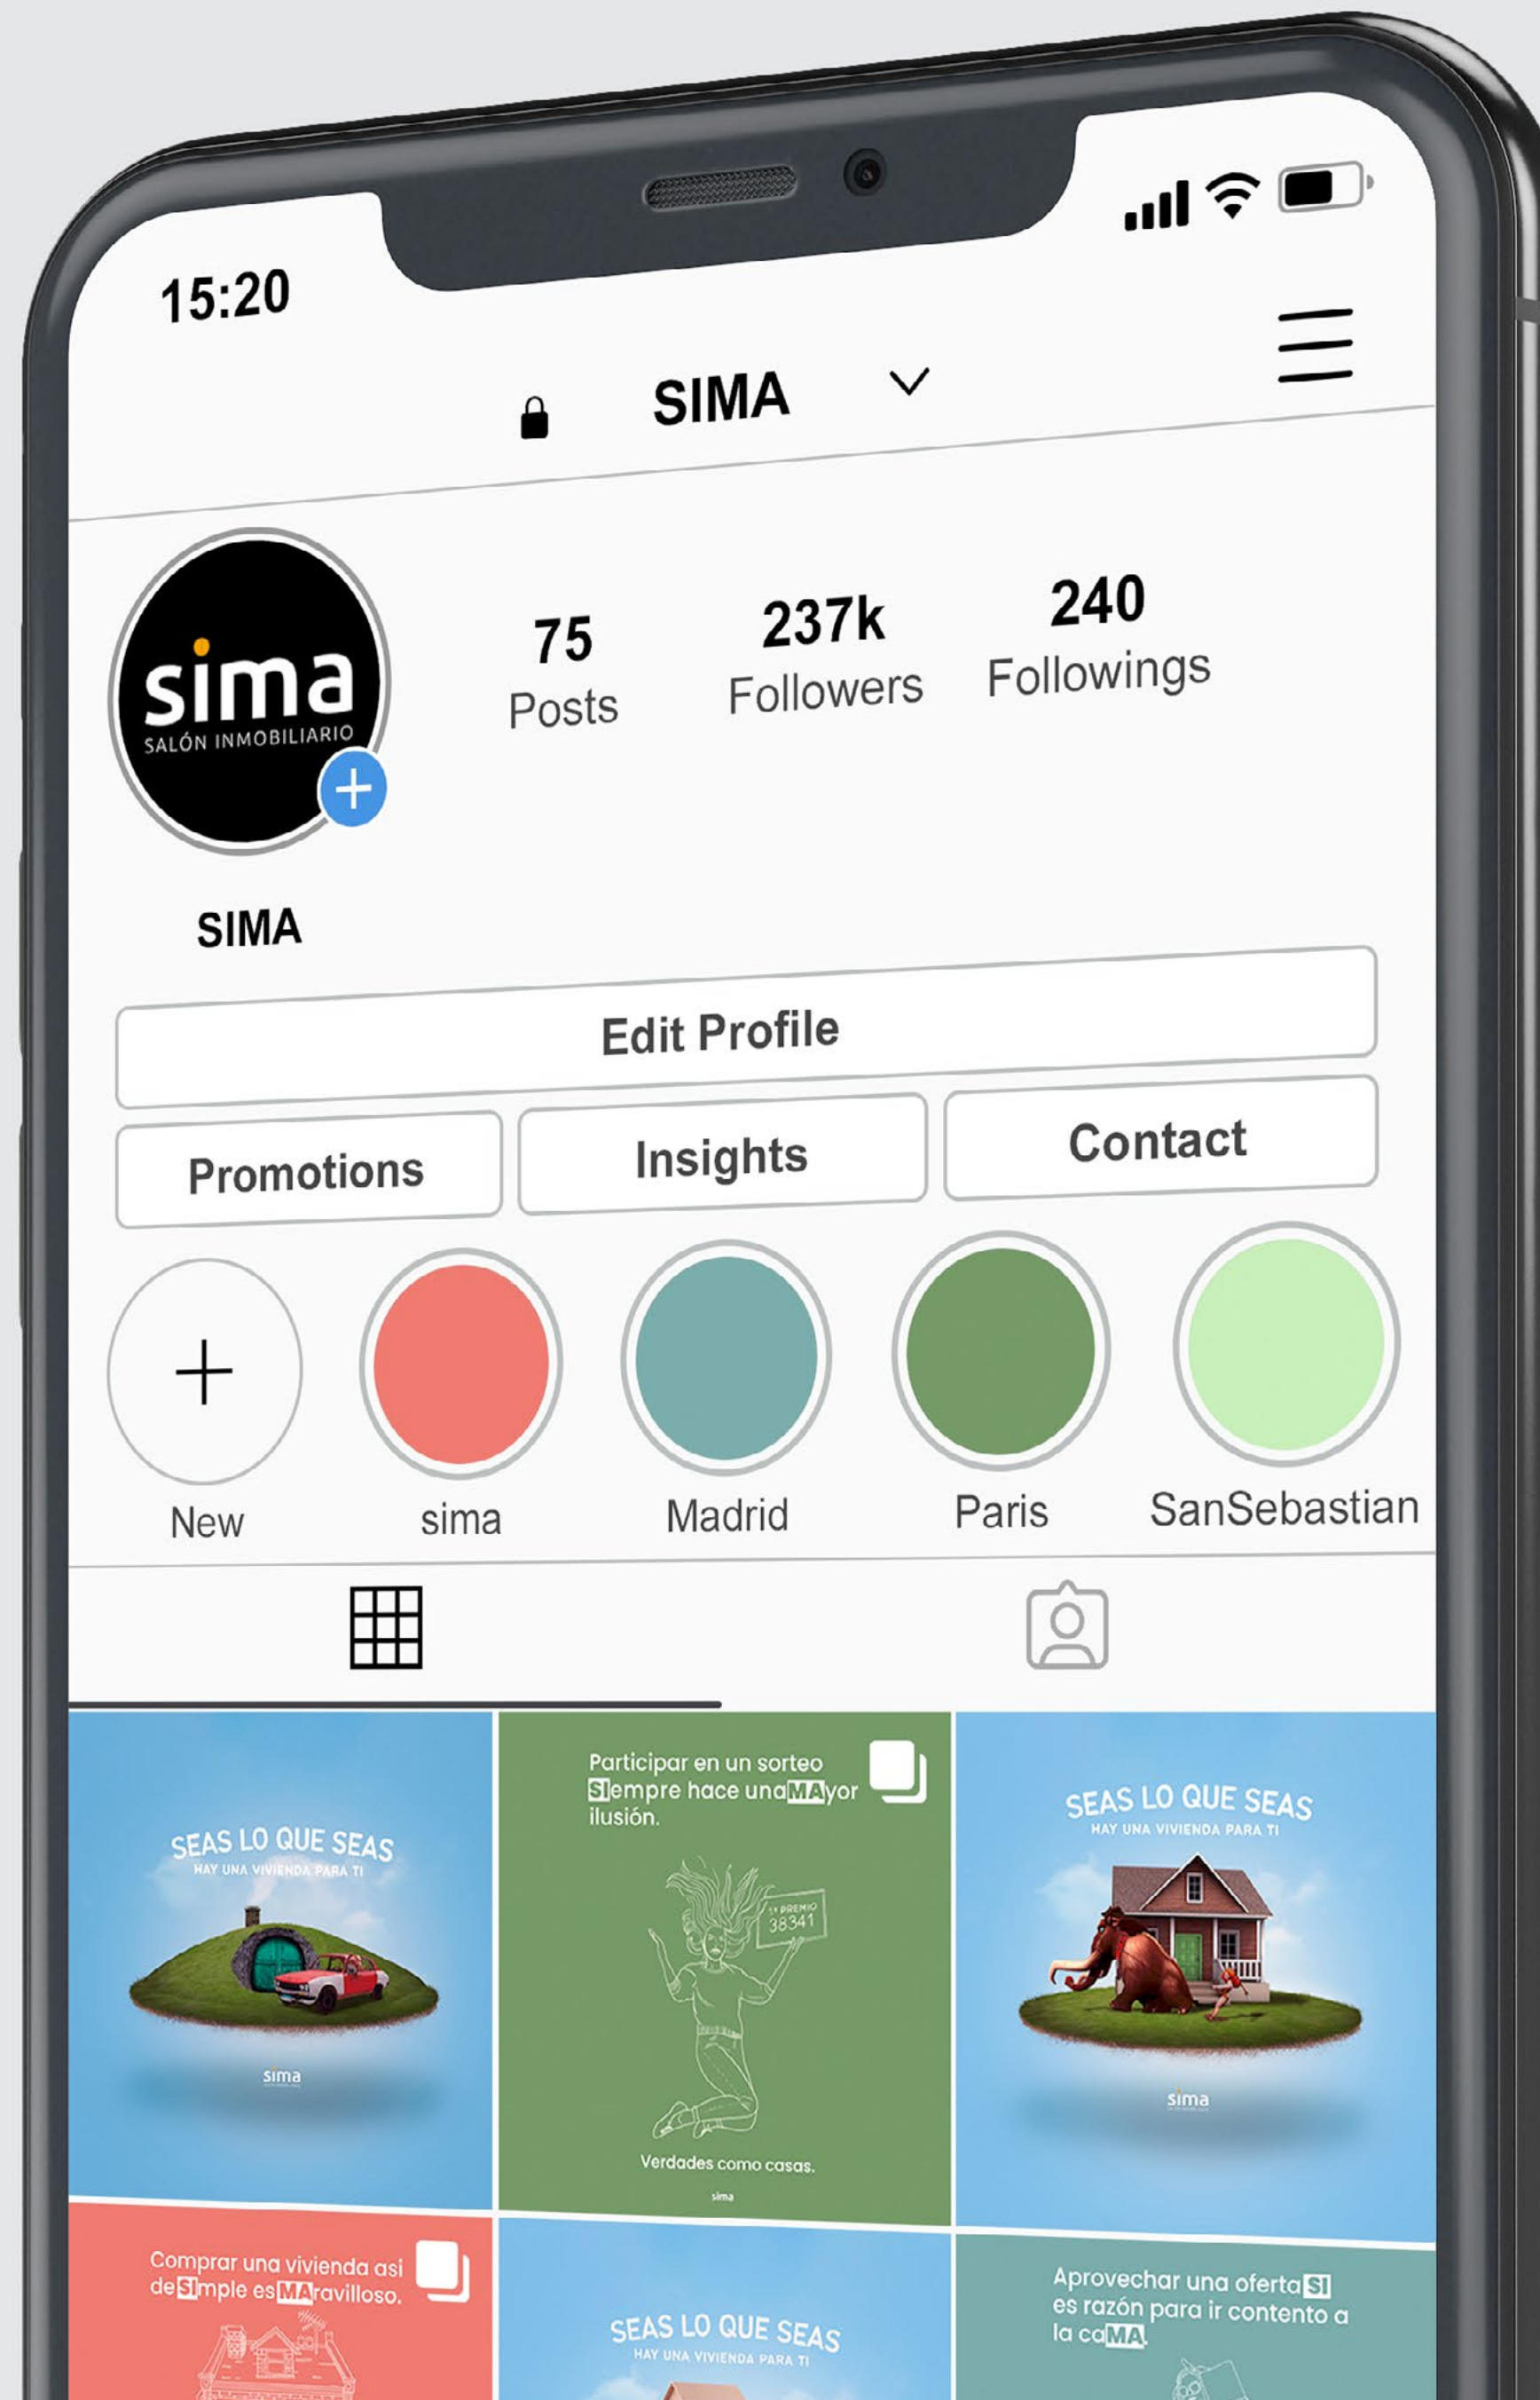 15:20
SIMA
sima
SALÓN INMOBILIARIO
75
Posts
237k
Followers
240
Followings
SIMA
Edit Profile
Promotions
Insights
Contact
New
sima
Madrid
Paris
SanSebastian
SEAS LO QUE SEAS
HAY UNA VIVIENDA PARA TI
sima
Participar en un sorteo
SIempre hace unaMAyor
ilusión.
1º PREMIO
38341
Verdades como casas.
sima
SEAS LO QUE SEAS
HAY UNA VIVIENDA PARA TI
sima
Comprar una vivienda asi
deSImple esMAravilloso.
SEAS LO QUE SEAS
HAY UNA VIVIENDA PARA TI
Aprovechar una ofertaSI
es razón para ir contento a
la caMA.